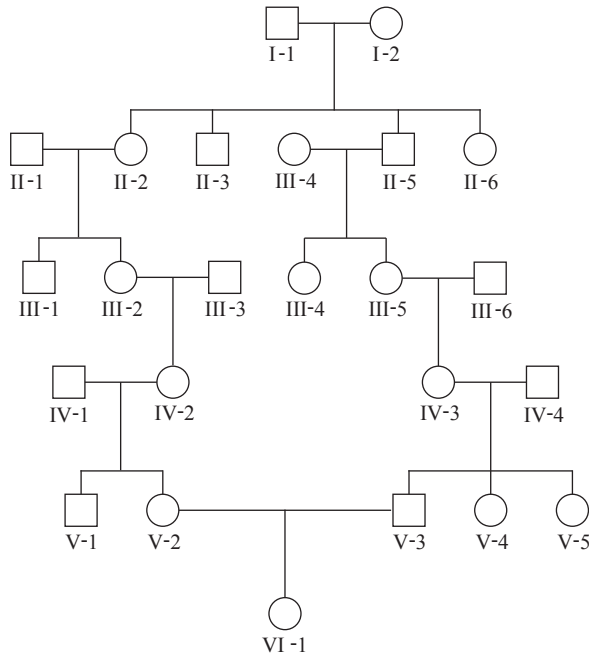 I-1 I-2
II-1 II-2 II-3 III-4 II-5 II-6
III-1 III-2 III-3 III-4 III-5 III-6
IV-1 IV-2 IV-3 IV-4
V-1 V-2 V-3 V-4 V-5
VI-1